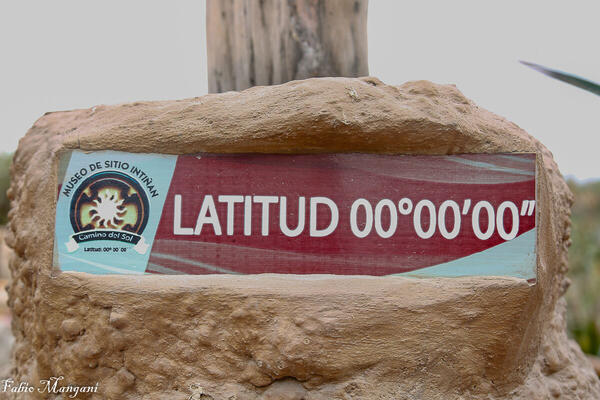 MUSEO DE SITIO INTIÑAN
Camino del Sol
Latitud: 00° 00' 00"
LATITUD 00°00'00"
Fabio Mangani